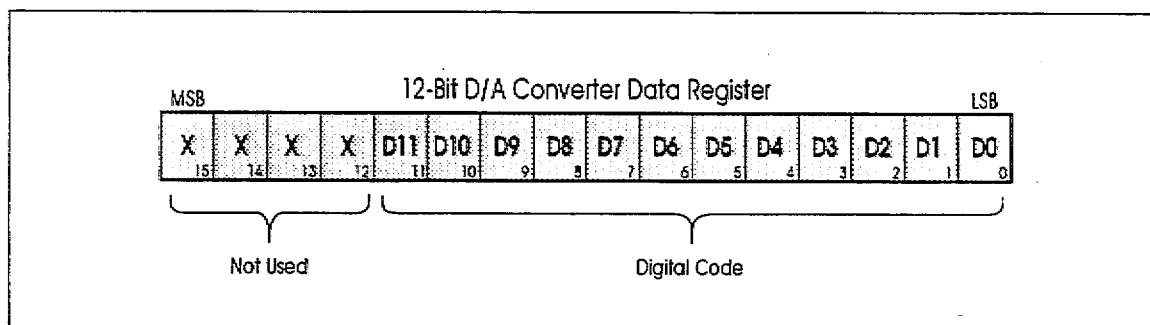 12-Bit D/A Converter Data Register
MSB LSB
X X X X D11 D10 D9 D8 D7 D6 D5 D4 D3 D2 D1 D0
15 14 13 12 11 10 9 8 7 6 5 4 3 2 1 0
Not Used Digital Code